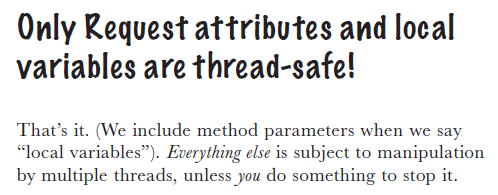 Only Request attributes and local
variables are thread-safe!
That’s it. (We include method parameters when we say
“local variables”). Everything else is subject to manipulation
by multiple threads, unless you do something to stop it.